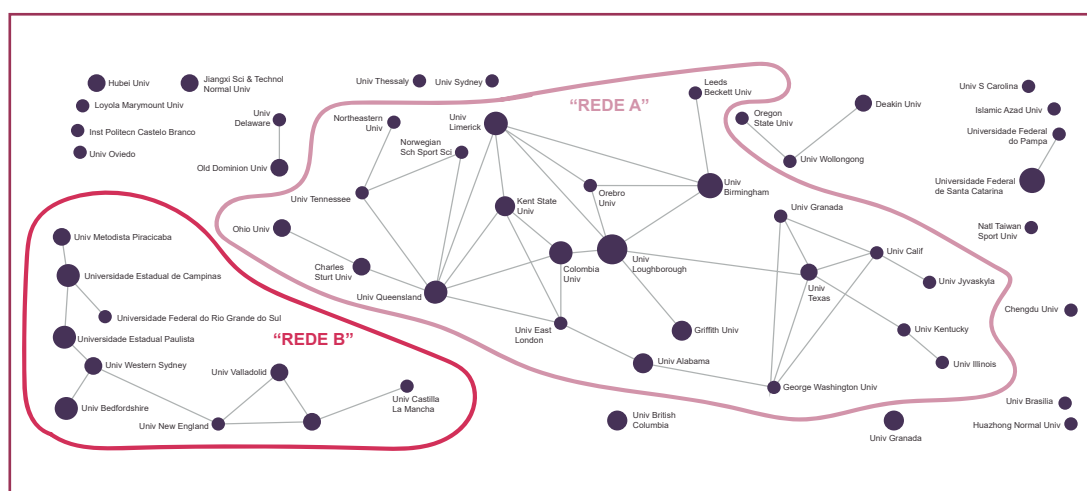 Hubei Univ
Jiangxi Sci & Technol
Normal Univ
Loyola Marymount Univ
Inst Politecn Castelo Branco
Univ Oviedo
Univ
Delaware
Old Dominion Univ
Univ Thessaly
Univ Sydney
"REDE A"
Northeastern
Univ
Norwegian
Sch Sport Sci
Univ
Limerick
Leeds
Beckett Univ
Oregon
State Univ
Deakin Univ
Univ Wollongong
Univ S Carolina
Islamic Azad Univ
Universidade Federal
do Pampa
Universidade Federal
de Santa Catarina
Natl Taiwan
Sport Univ
Chengdu Univ
Univ Brasilia
Huazhong Normal Univ
Univ Tennessee
Kent State
Univ
Orebro
Univ
Univ
Birmingham
Ohio Univ
Charles
Sturt Univ
Univ Queensland
Colombia
Univ
Univ
Loughborough
Univ Granada
Univ Calif
Univ
Texas
Univ Jyvaskyla
Univ East
London
Griffith Univ
Univ Kentucky
Univ Alabama
Univ Illinois
George Washington Univ
Univ British
Columbia
Univ Granada
Univ Metodista Piracicaba
Universidade Estadual de Campinas
Universidade Federal do Rio Grande do Sul
Universidade Estadual Paulista
"REDE B"
Univ Western Sydney
Univ Valladolid
Univ Castilla
La Mancha
Univ Bedfordshire
Univ New England